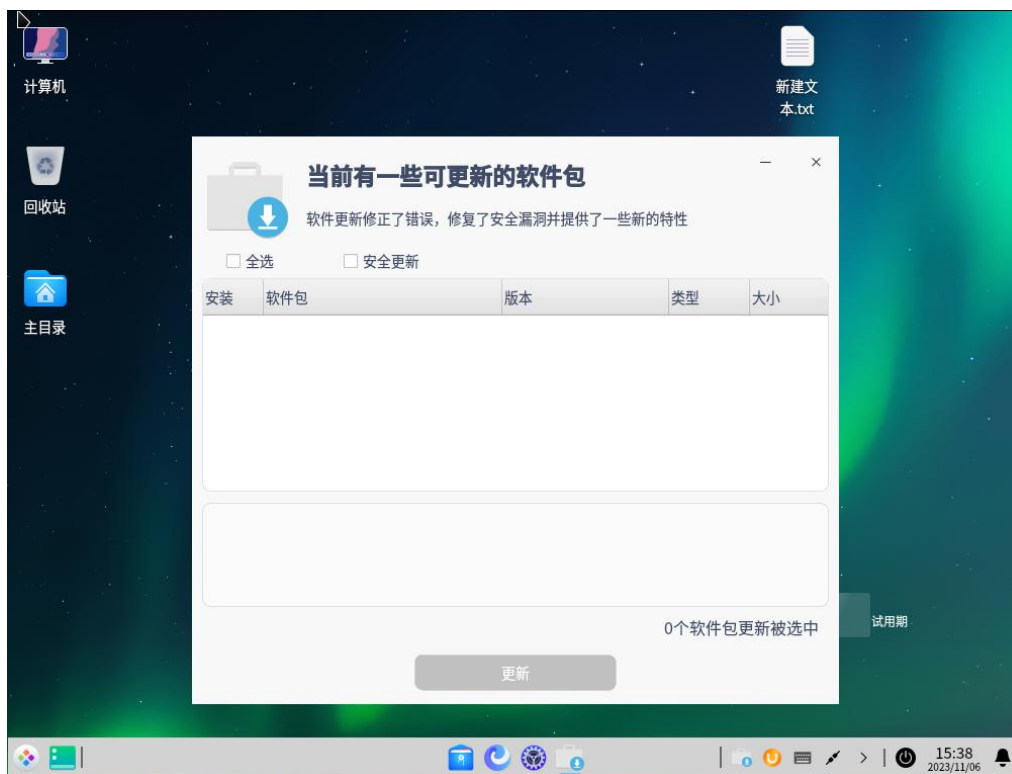 计算机
新建文
本.txt
回收站
主目录
当前有一些可更新的软件包
软件更新修正了错误，修复了安全漏洞并提供了一些新的特性
全选 安全更新
安装 软件包 版本 类型 大小
0个软件包更新被选中
更新
试用期
15:38
2023/11/06